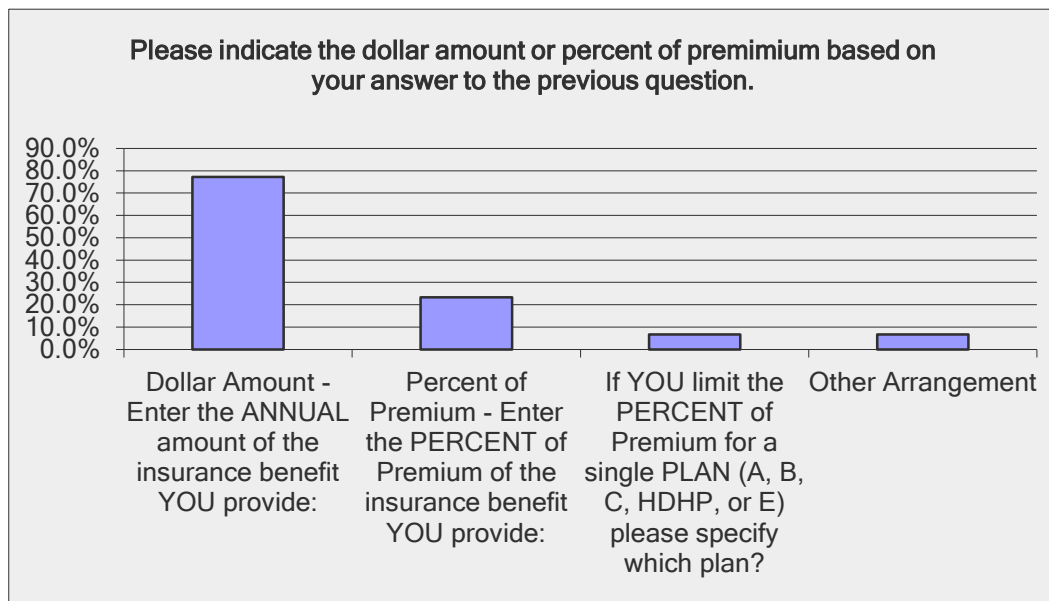 Please indicate the dollar amount or percent of premimium based on
your answer to the previous question.
90.0%
80.0%
70.0%
60.0%
50.0%
40.0%
30.0%
20.0%
10.0%
0.0%
Dollar Amount -
Enter the ANNUAL
amount of the
insurance benefit
YOU provide:
Percent of
Premium - Enter
the PERCENT of
Premium of the
insurance benefit
YOU provide:
If YOU limit the
PERCENT of
Premium for a
single PLAN (A, B,
C, HDHP, or E)
please specify
which plan?
Other Arrangement